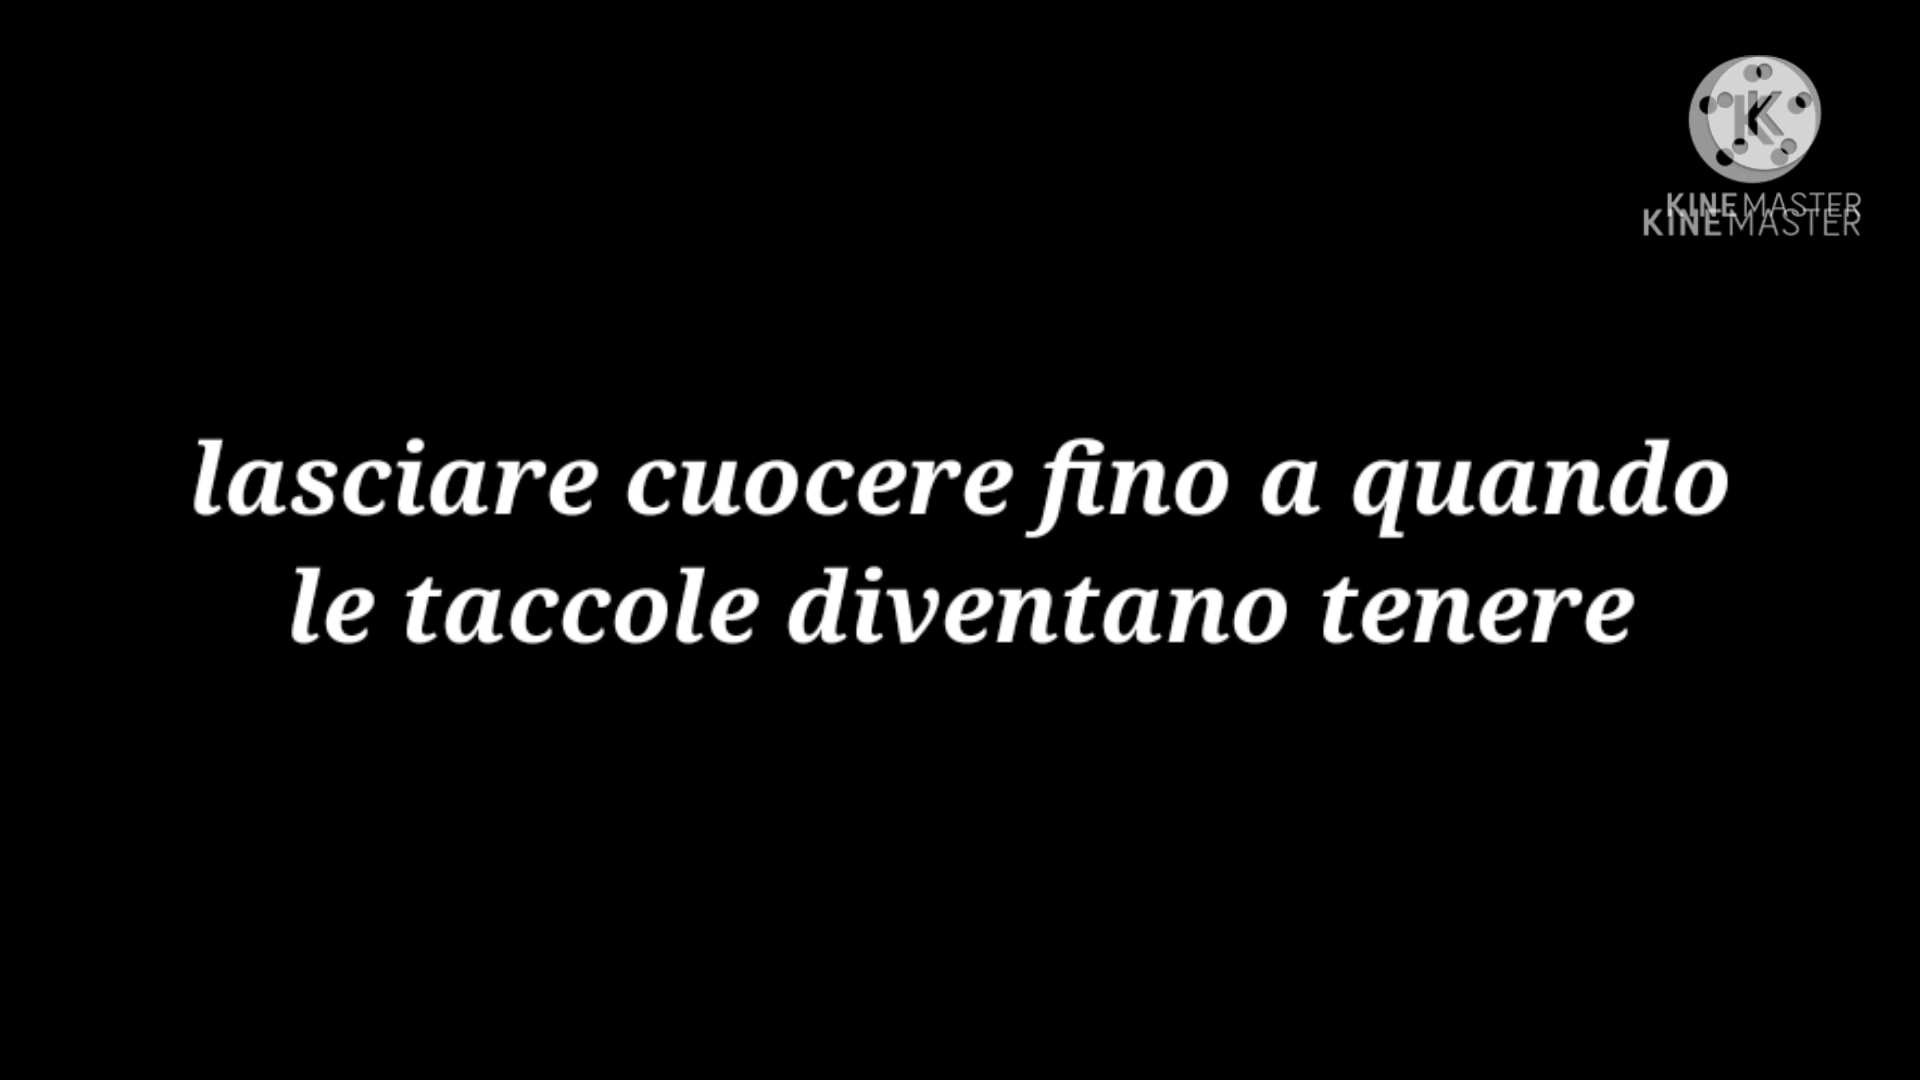 KINEMASTER
KINEMASTER
lasciare cuocere fino a quando
le taccole diventano tenere